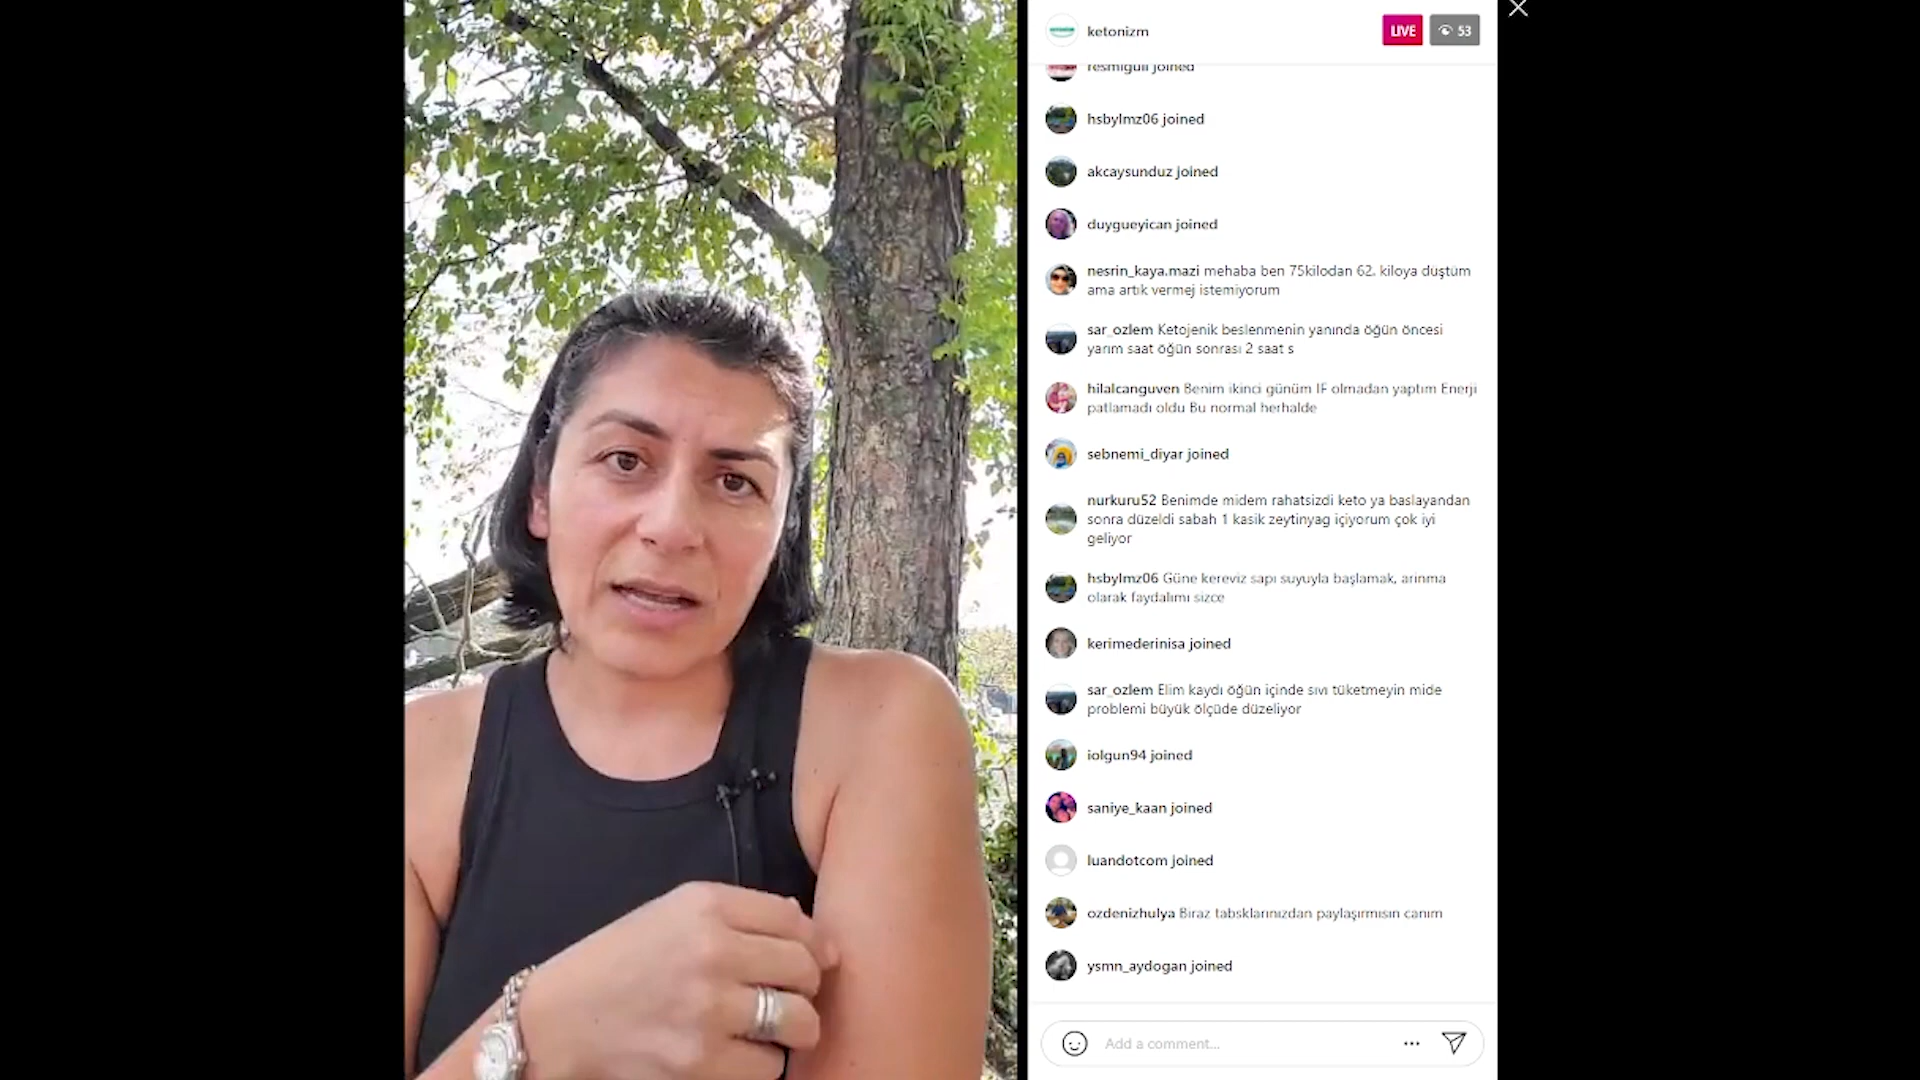 ketonizm
LIVE
53
resmigull joined
hsbylmz06 joined
akcaysunduz joined
duygueyican joined
nesrin_kaya.mazi mehaba ben 75kilodan 62. kiloya düştüm
ama artık vermej istemiyorum
sar_ozlem Ketojenik beslenmenin yanında öğün öncesi
yarım saat öğün sonrası 2 saat s
hilalcanguven Benim ikinci günüm IF olmadan yaptım Enerji
patlamadı oldu Bu normal herhalde
sebnemi_diyar joined
nurkuru52 Benimde midem rahatsizdi keto ya baslayandan
sonra düzeldi sabah 1 kasik zeytinyag içiyorum çok iyi
geliyor
hsbylmz06 Güne kereviz sapı suyuyla başlamak, arinma
olarak faydalımı sizce
kerimederinisa joined
sar_ozlem Elim kaydı öğün içinde sıvı tüketmeyin mide
problemi büyük ölçüde düzeliyor
iolgun94 joined
saniye_kaan joined
luandotcom joined
ozdenizhulya Biraz tabsklarınızdan paylaşırmısın canım
ysmn_aydogan joined
Add a comment...